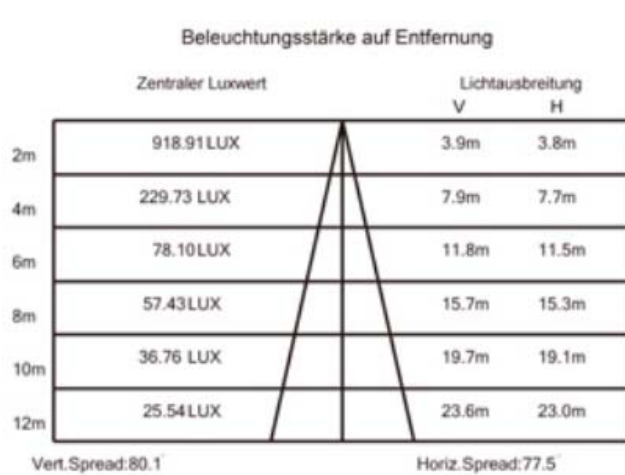 Beleuchtungsstärke auf Entfernung
Zentraler Luxwert Lichtausbreitung
V H
2m 918.91LUX 3.9m 3.8m
4m 229.73 LUX 7.9m 7.7m
6m 78.10LUX 11.8m 11.5m
8m 57.43LUX 15.7m 15.3m
10m 36.76 LUX 19.7m 19.1m
12m 25.54LUX 23.6m 23.0m
Vert.Spread:80.1 Horiz.Spread:77.5